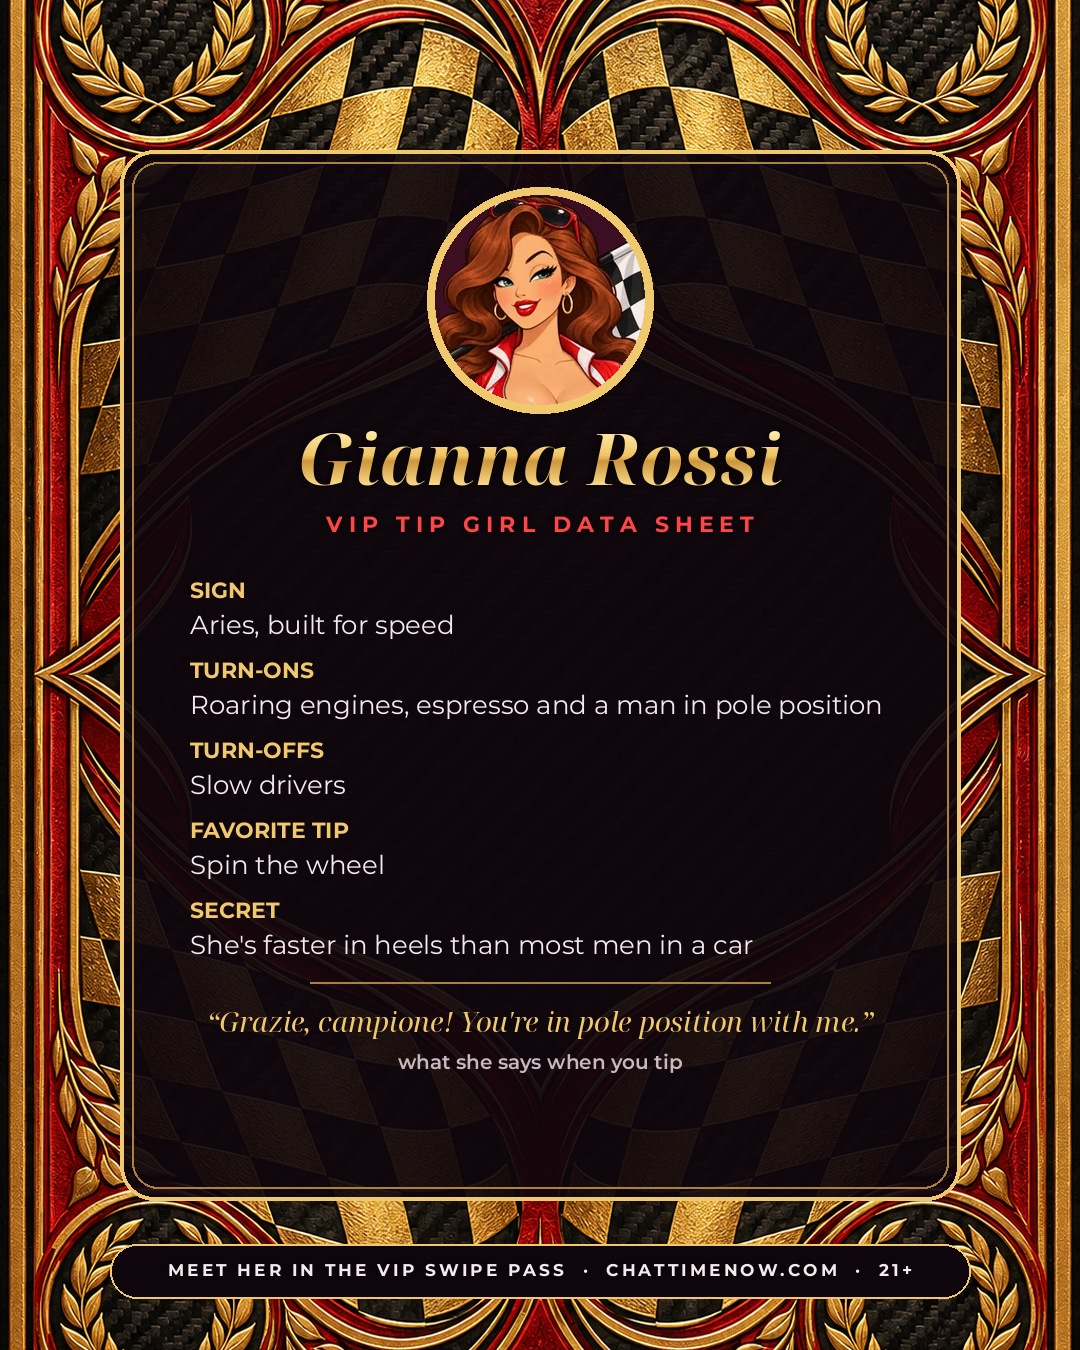 Gianna Rossi
VIP TIP GIRL DATA SHEET
SIGN
Aries, built for speed
TURN-ONS
Roaring engines, espresso and a man in pole position
TURN-OFFS
Slow drivers
FAVORITE TIP
Spin the wheel
SECRET
She's faster in heels than most men in a car
“Grazie, campione! You're in pole position with me.”
what she says when you tip
MEET HER IN THE VIP SWIPE PASS · CHATTIMENOW.COM · 21+